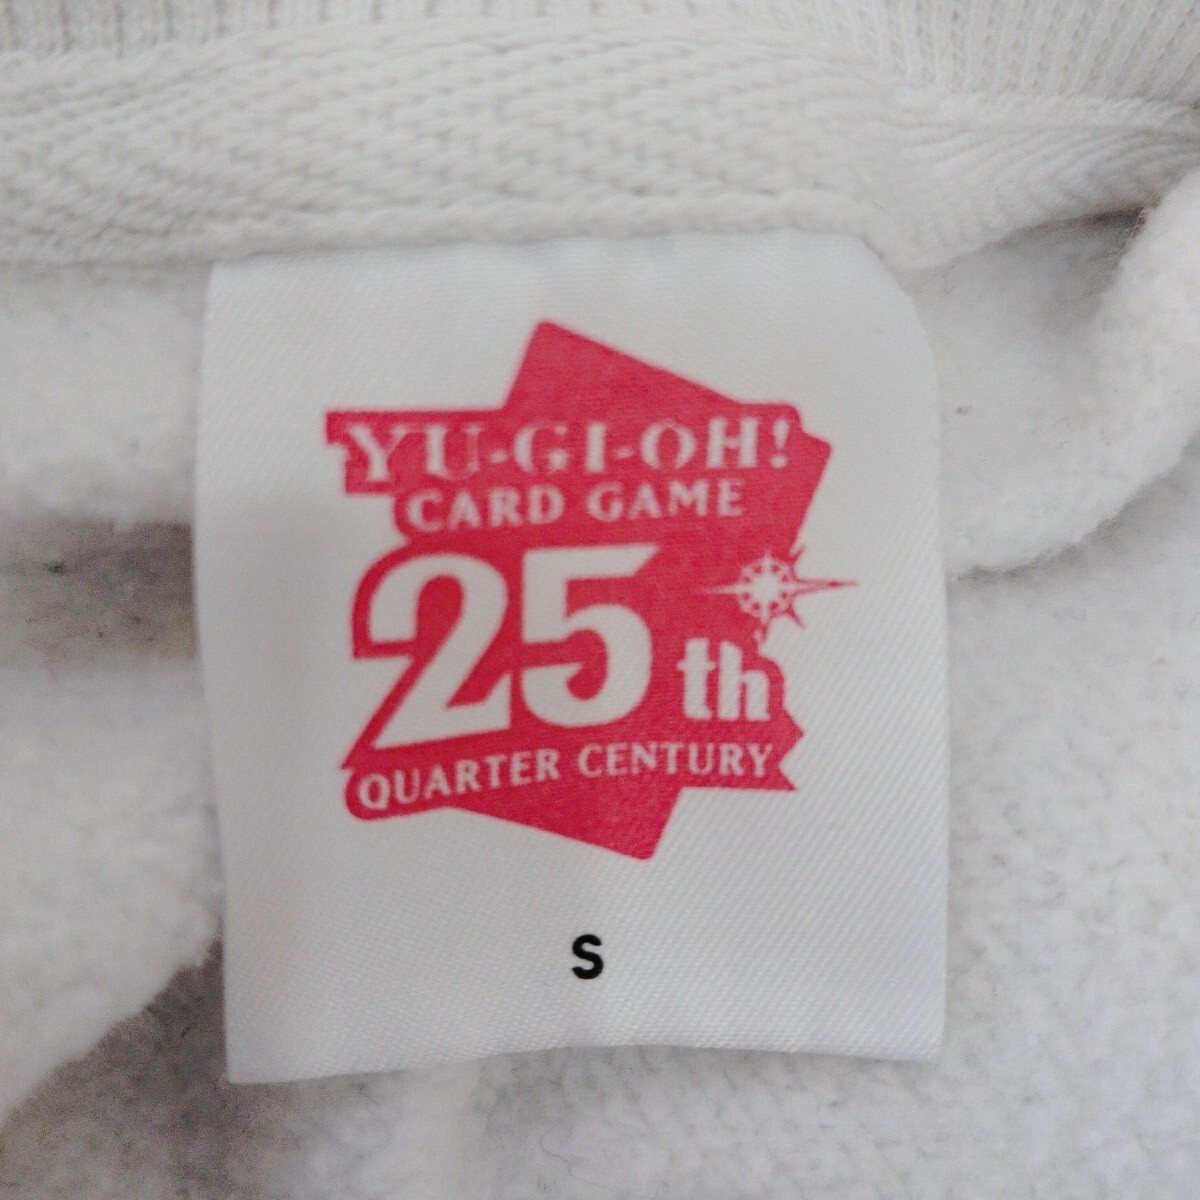 YU-GI-OH!
CARD GAME
25th
QUARTER CENTURY
S